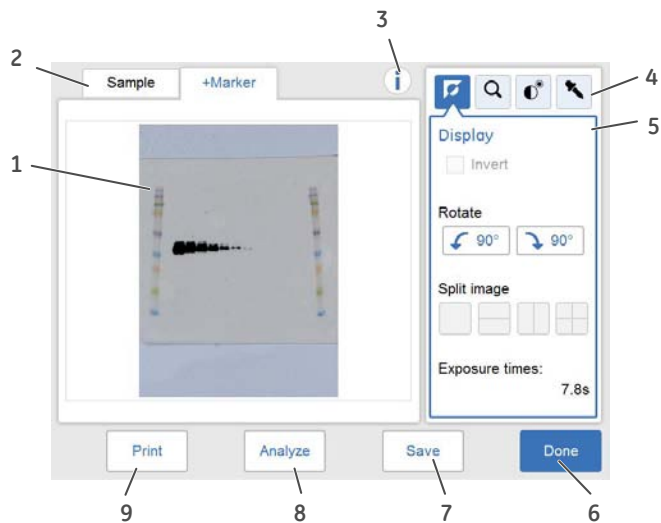 3
2
4
Sample
+Marker
i
5
Display
1
Invert
Rotate
90°
90°
Split image
Exposure times:
7.8s
Print
Analyze
Save
Done
9
8
7
6